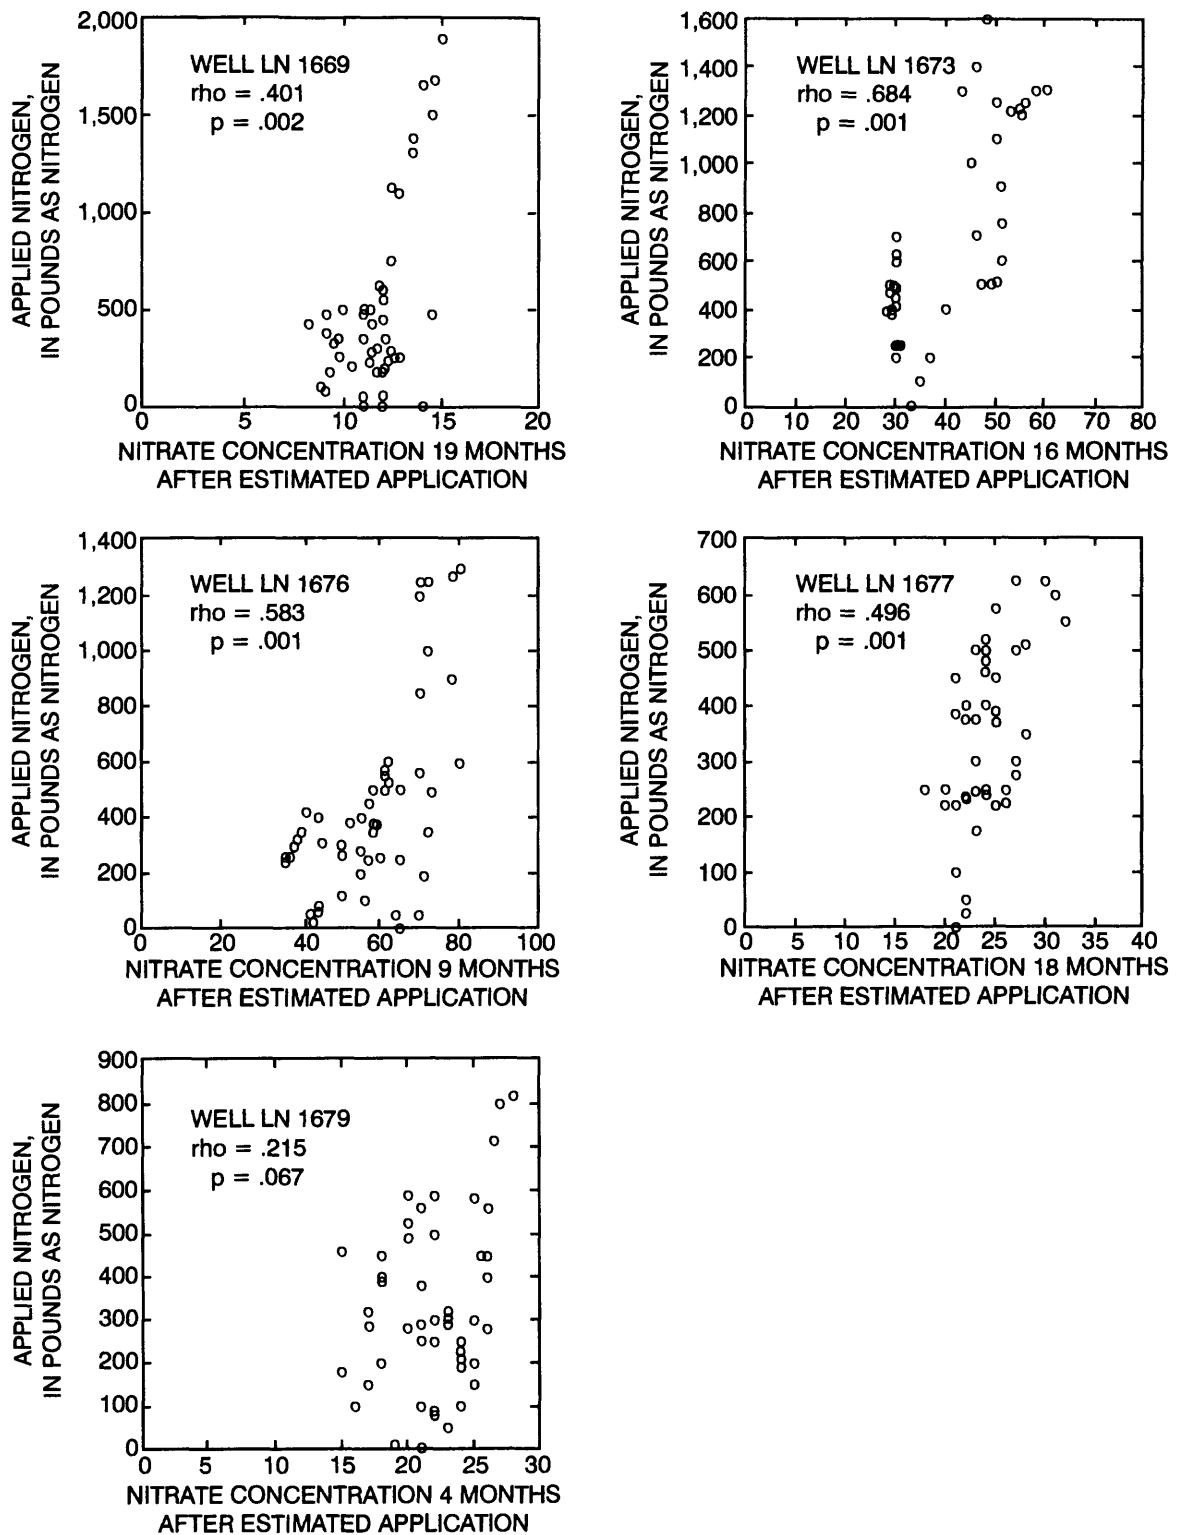 APPLIED NITROGEN,
IN POUNDS AS NITROGEN
2,000
1,500
1,000
500
0
WELL LN 1669
rho = .401
p = .002
0 5 10 15 20
NITRATE CONCENTRATION 19 MONTHS
AFTER ESTIMATED APPLICATION
APPLIED NITROGEN,
IN POUNDS AS NITROGEN
1,600
1,400
1,200
1,000
800
600
400
200
0
WELL LN 1673
rho = .684
p = .001
0 10 20 30 40 50 60 70 80
NITRATE CONCENTRATION 16 MONTHS
AFTER ESTIMATED APPLICATION
APPLIED NITROGEN,
IN POUNDS AS NITROGEN
1,400
1,200
1,000
800
600
400
200
0
WELL LN 1676
rho = .583
p = .001
0 20 40 60 80 100
NITRATE CONCENTRATION 9 MONTHS
AFTER ESTIMATED APPLICATION
APPLIED NITROGEN,
IN POUNDS AS NITROGEN
700
600
500
400
300
200
100
0
WELL LN 1677
rho = .496
p = .001
0 5 10 15 20 25 30 35 40
NITRATE CONCENTRATION 18 MONTHS
AFTER ESTIMATED APPLICATION
APPLIED NITROGEN,
IN POUNDS AS NITROGEN
900
800
700
600
500
400
300
200
100
0
WELL LN 1679
rho = .215
p = .067
0 5 10 15 20 25 30
NITRATE CONCENTRATION 4 MONTHS
AFTER ESTIMATED APPLICATION